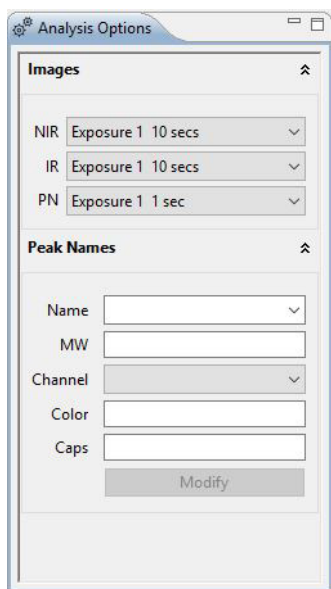 Analysis Options
Images
NIR Exposure 1 10 secs
IR Exposure 1 10 secs
PN Exposure 1 1 sec
Peak Names
Name
MW
Channel
Color
Caps
Modify